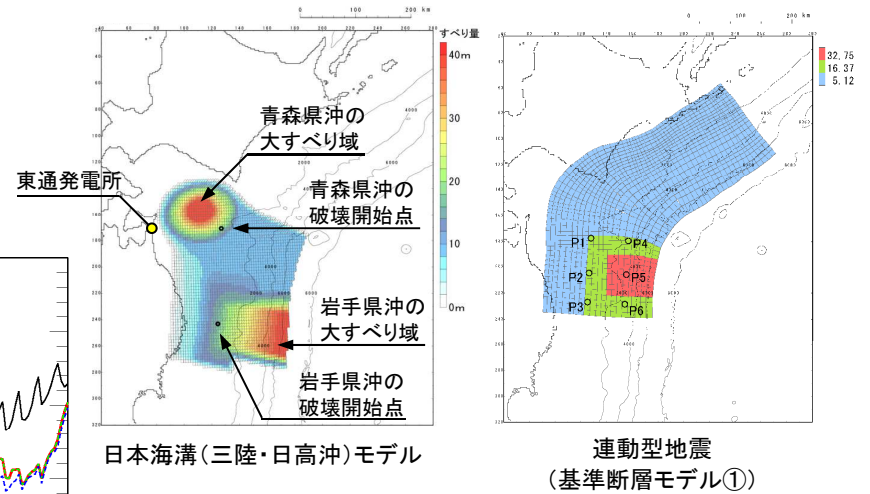 0 100 200 km
すべり量
40m
30
20
10
0m
青森県沖の
大すべり域
東通発電所
青森県沖の
破壊開始点
岩手県沖の
大すべり域
岩手県沖の
破壊開始点
日本海溝(三陸・日高沖)モデル
0 100 200 km
32.75
16.37
5.12
P1
P4
P2
P5
P3
P6
連動型地震
(基準断層モデル①)